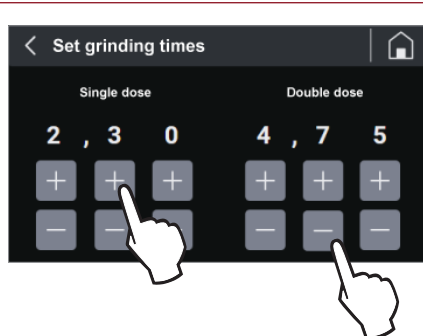 Set grinding times
Single dose Double dose
2 , 3 0 4 , 7 5
+ + + + + +
− − − − −